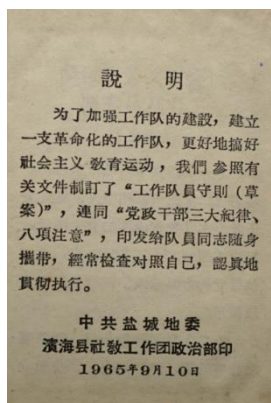 說 明
为了加强工作队的建設，建立
一支革命化的工作队，更好地搞好
社会主义敎育运动，我們参照有
关文件制訂了“工作队員守則（草
案）”，連同“党政干部三大紀律、
八項注意”，印发給队員同志随身
攜带，經常检查对照自己，認眞地
貫彻执行。
中共盐城地委
濱海县社敎工作团政治部印
1965年9月10日